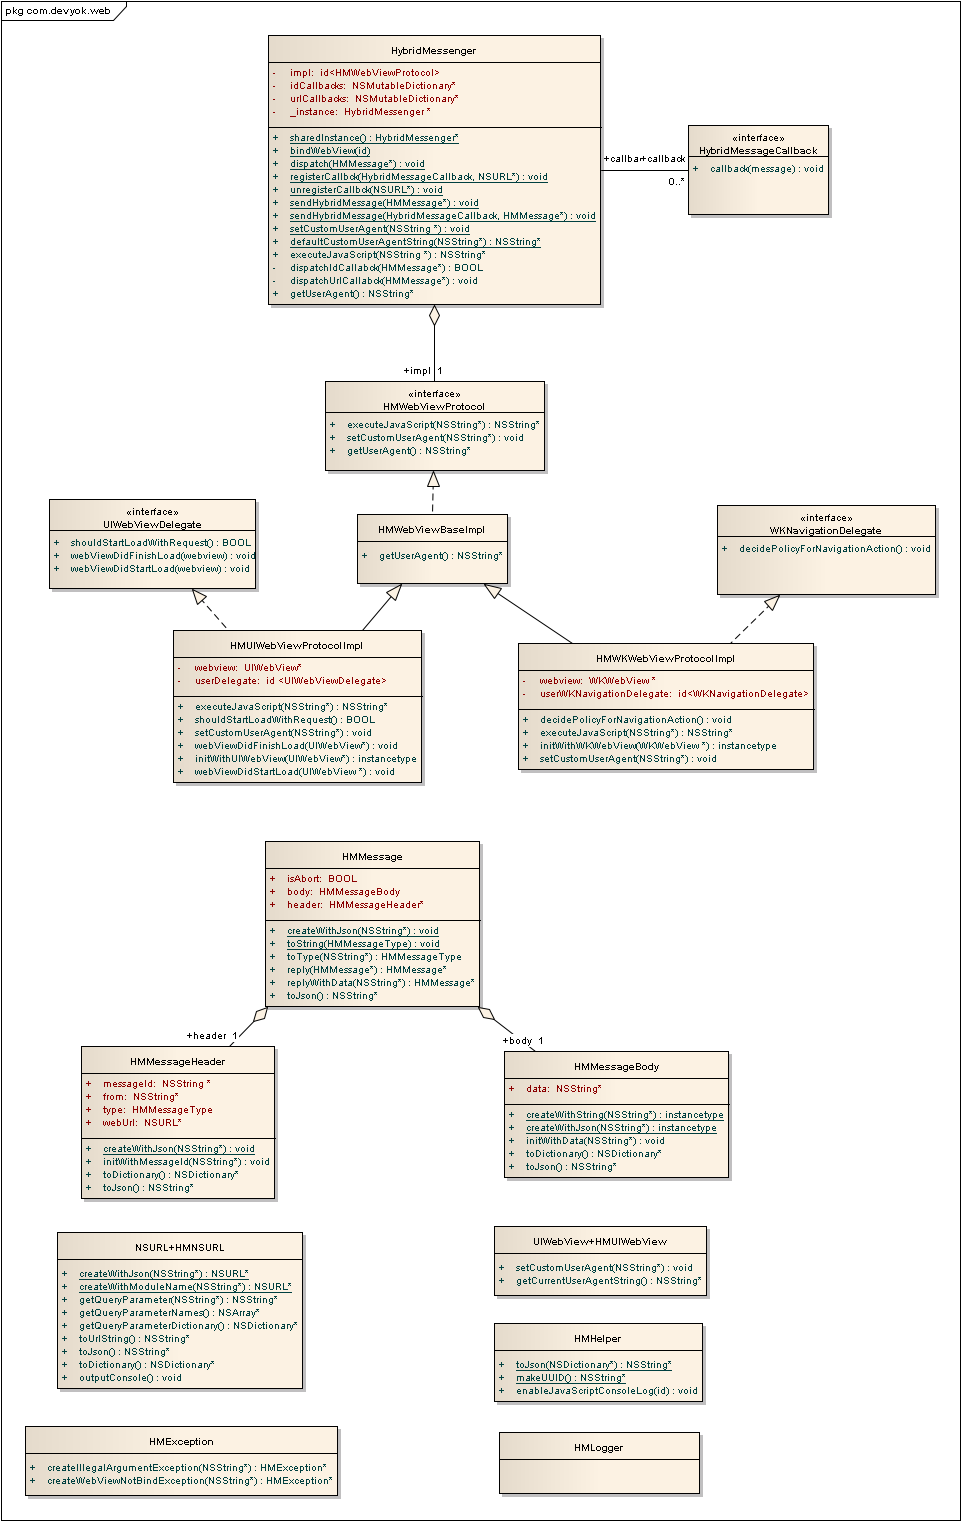 pkg com.devyok.web
HybridMessenger
- impl: id<HMWebViewProtocol>
- idCallbacks: NSMutableDictionary*
- urlCallbacks: NSMutableDictionary*
- _instance: HybridMessenger *
+ sharedInstance() : HybridMessenger*
+ bindWebView(id)
+ dispatch(HMMessage*) : void
+ registerCallbck(HybridMessageCallback, NSURL*) : void
+ unregisterCallbck(NSURL*) : void
+ sendHybridMessage(HMMessage*) : void
+ sendHybridMessage(HybridMessageCallback, HMMessage*) : void
+ setCustomUserAgent(NSString *) : void
+ defaultCustomUserAgentString(NSString*) : NSString*
+ executeJavaScript(NSString *) : NSString*
- dispatchIdCallabck(HMMessage*) : BOOL
- dispatchUrlCallabck(HMMessage*) : void
+ getUserAgent() : NSString*
+callbar+callback
0..*
«interface»
HybridMessageCallback
+ callback(message) : void
+impl 1
«interface»
HMWebViewProtocol
+ executeJavaScript(NSString*) : NSString*
+ setCustomUserAgent(NSString*) : void
+ getUserAgent() : NSString*
«interface»
UIWebViewDelegate
+ shouldStartLoadWithRequest() : BOOL
+ webViewDidFinishLoad(webview) : void
+ webViewDidStartLoad(webview) : void
HMWebViewBaseImpl
+ getUserAgent() : NSString*
«interface»
WKNavigationDelegate
+ decidePolicyForNavigationAction() : void
HMUIWebViewProtocolImpl
- webview: UIWebView*
- userDelegate: id <UIWebViewDelegate>
+ executeJavaScript(NSString*) : NSString*
+ shouldStartLoadWithRequest() : BOOL
+ setCustomUserAgent(NSString*) : void
+ webViewDidFinishLoad(UIWebView*) : void
+ initWithUIWebView(UIWebView*) : instancetype
+ webViewDidStartLoad(UIWebView *) : void
HMWKWebViewProtocolImpl
- webview: WKWebView *
- userWKNavigationDelegate: id<WKNavigationDelegate>
+ decidePolicyForNavigationAction() : void
+ executeJavaScript(NSString*) : NSString*
+ initWithWKWebView(WKWebView *) : instancetype
+ setCustomUserAgent(NSString*) : void
HMMessage
+ isAbort: BOOL
+ body: HMMessageBody
+ header: HMMessageHeader*
+ createWithJson(NSString*) : void
+ toString(HMMessageType) : void
+ toType(NSString*) : HMMessageType
+ reply(HMMessage*) : HMMessage*
+ replyWithData(NSString*) : HMMessage*
+ toJson() : NSString*
+header 1
+body 1
HMMessageHeader
+ messageId: NSString *
+ from: NSString*
+ type: HMMessageType
+ webUrl: NSURL*
+ createWithJson(NSString*) : void
+ initWithMessageId(NSString*) : void
+ toDictionary() : NSDictionary*
+ toJson() : NSString*
HMMessageBody
+ data: NSString*
+ createWithString(NSString*) : instancetype
+ createWithJson(NSString*) : instancetype
+ initWithData(NSString*) : void
+ toDictionary() : NSDictionary*
+ toJson() : NSString*
NSURL+HMNSURL
+ createWithJson(NSString*) : NSURL*
+ createWithModuleName(NSString*) : NSURL*
+ getQueryParameter(NSString*) : NSString*
+ getQueryParameterNames() : NSArray*
+ getQueryParameterDictionary() : NSDictionary*
+ toUrlString() : NSString*
+ toJson() : NSString*
+ toDictionary() : NSDictionary*
+ outputConsole() : void
UIWebView+HMUIWebView
+ setCustomUserAgent(NSString*) : void
+ getCurrentUserAgentString() : NSString*
HMHelper
+ toJson(NSDictionary*) : NSString*
+ makeUUID() : NSString*
+ enableJavaScriptConsoleLog(id) : void
HMException
+ createIllegalArgumentException(NSString*) : HMException*
+ createWebViewNotBindException(NSString*) : HMException*
HMLogger